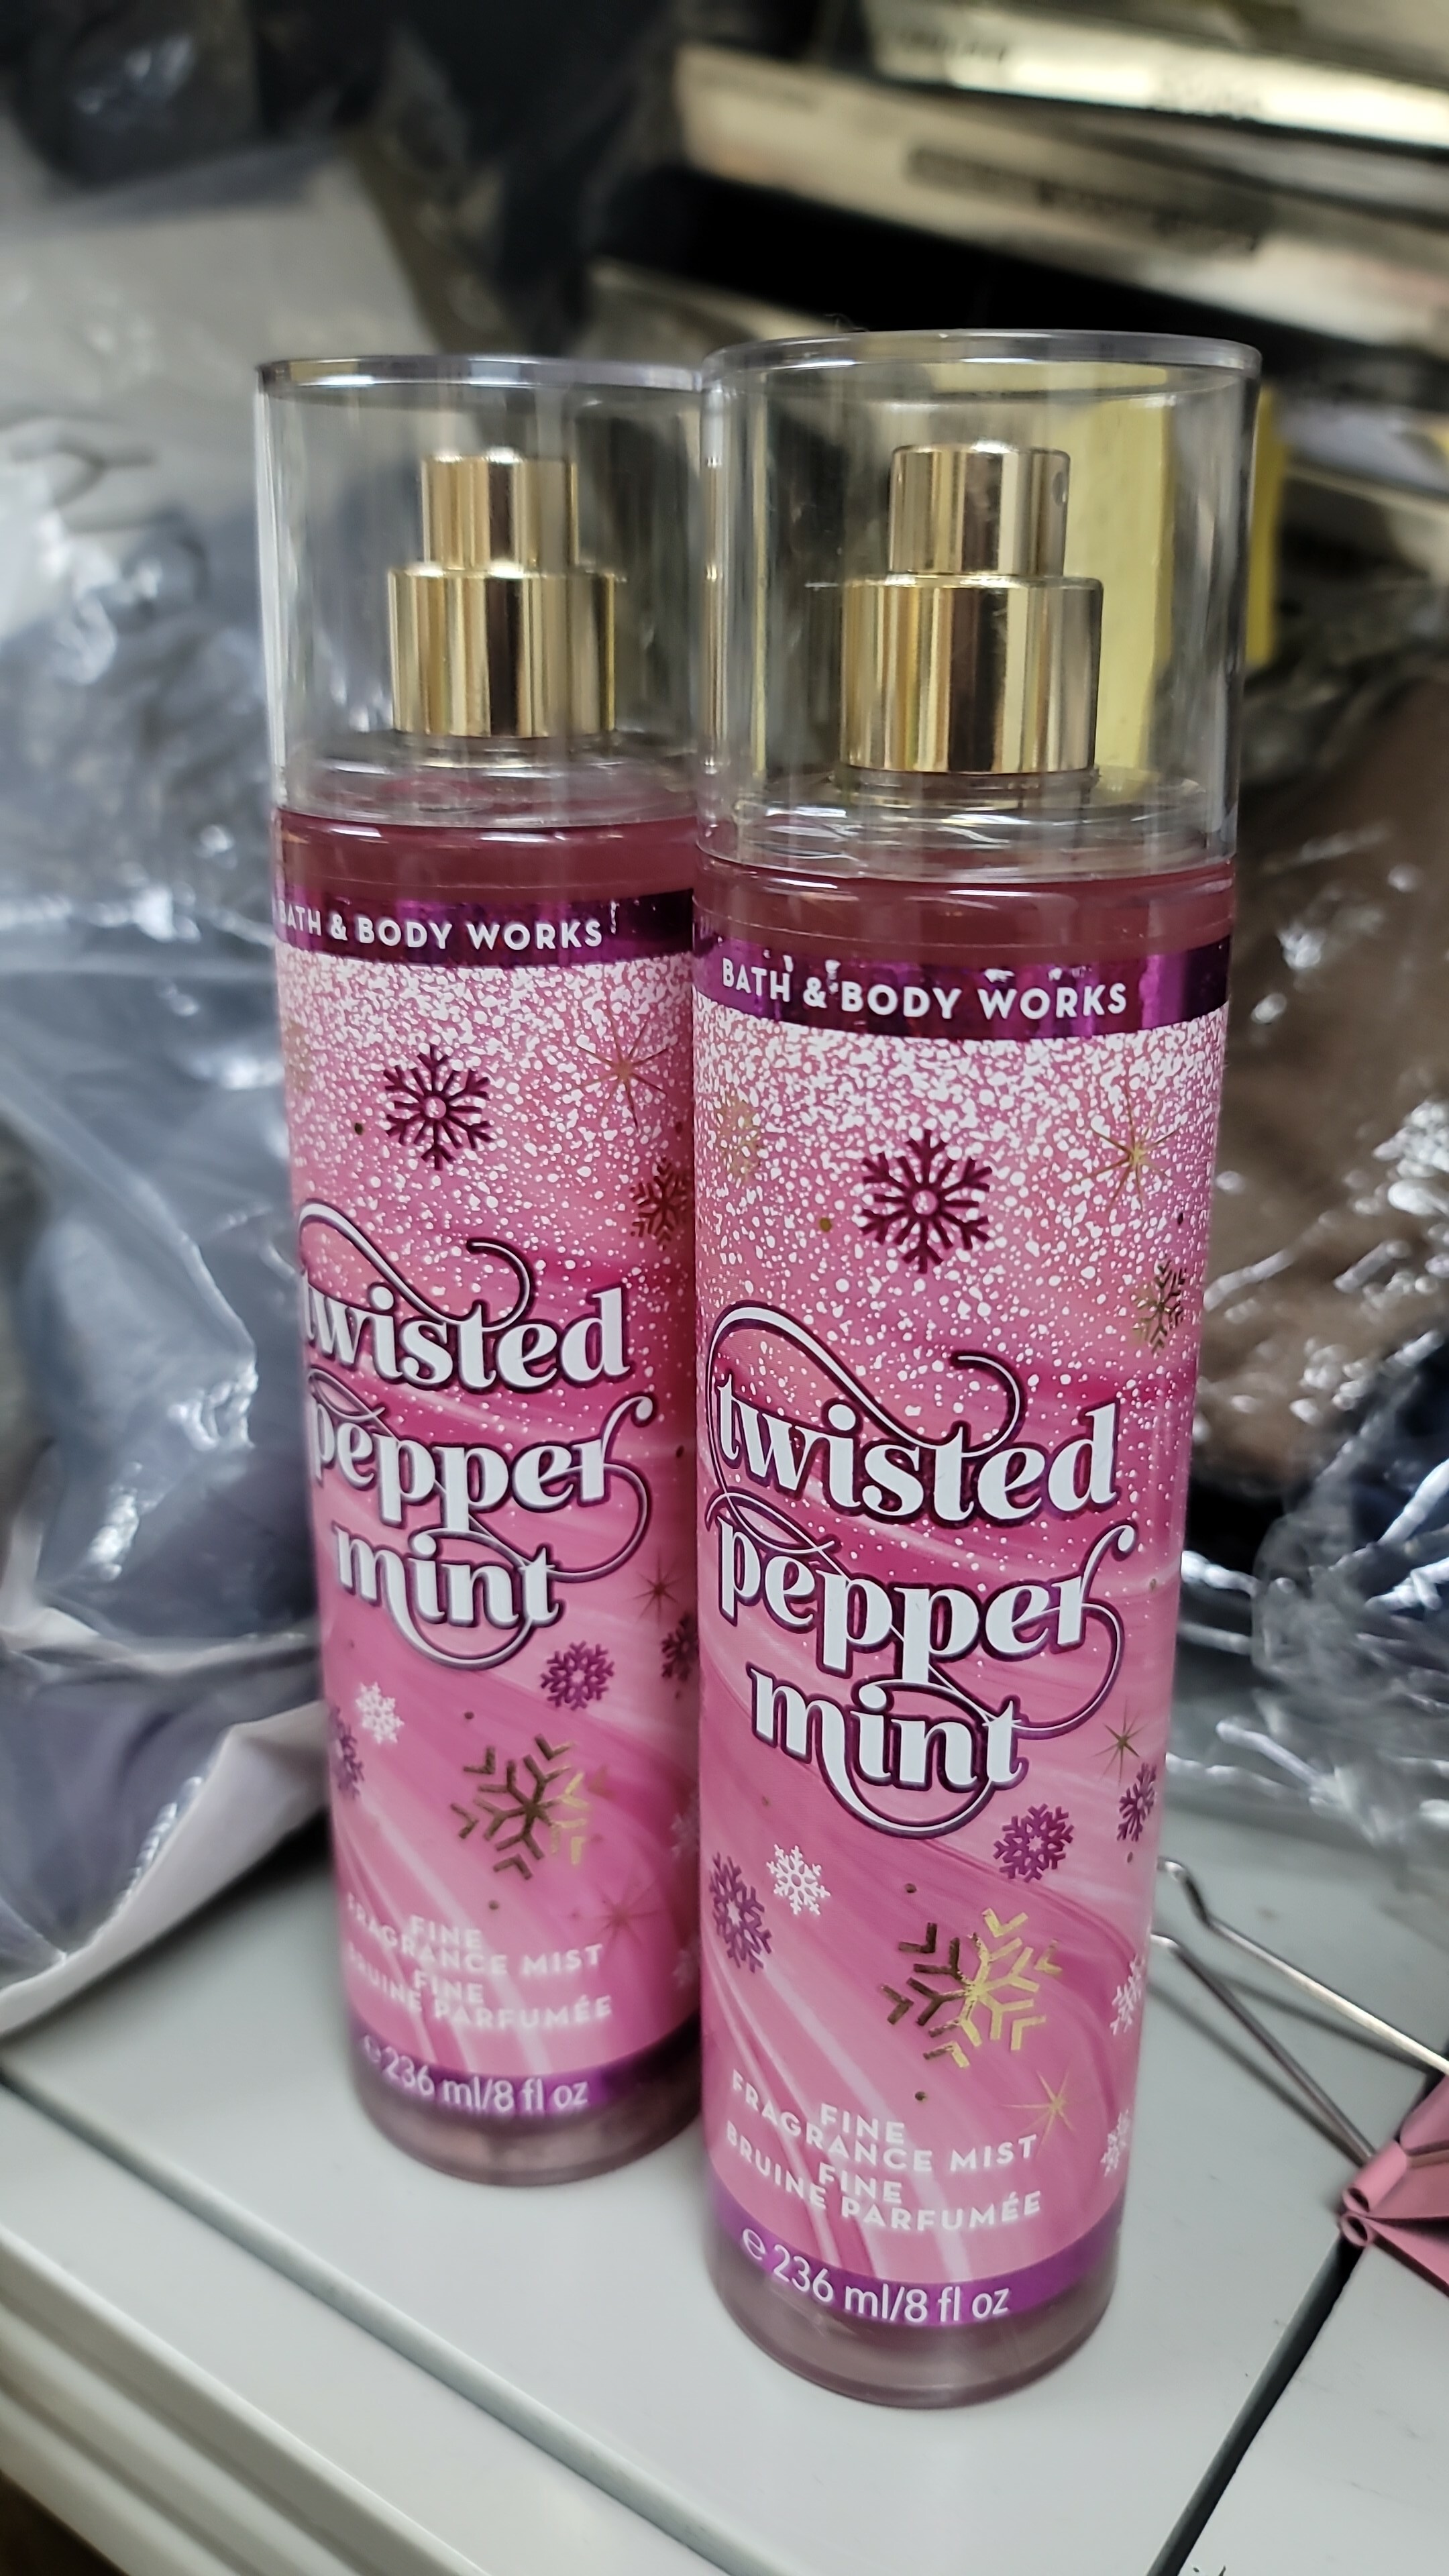 BATH & BODY WORKS
twisted
pepper
mint
FINE
FRAGRANCE MIST
FINE
BRUINE PARFUMÉE
℮ 236 ml/8 fl oz
BATH & BODY WORKS
twisted
pepper
mint
FINE
FRAGRANCE MIST
FINE
BRUINE PARFUMÉE
℮ 236 ml/8 fl oz